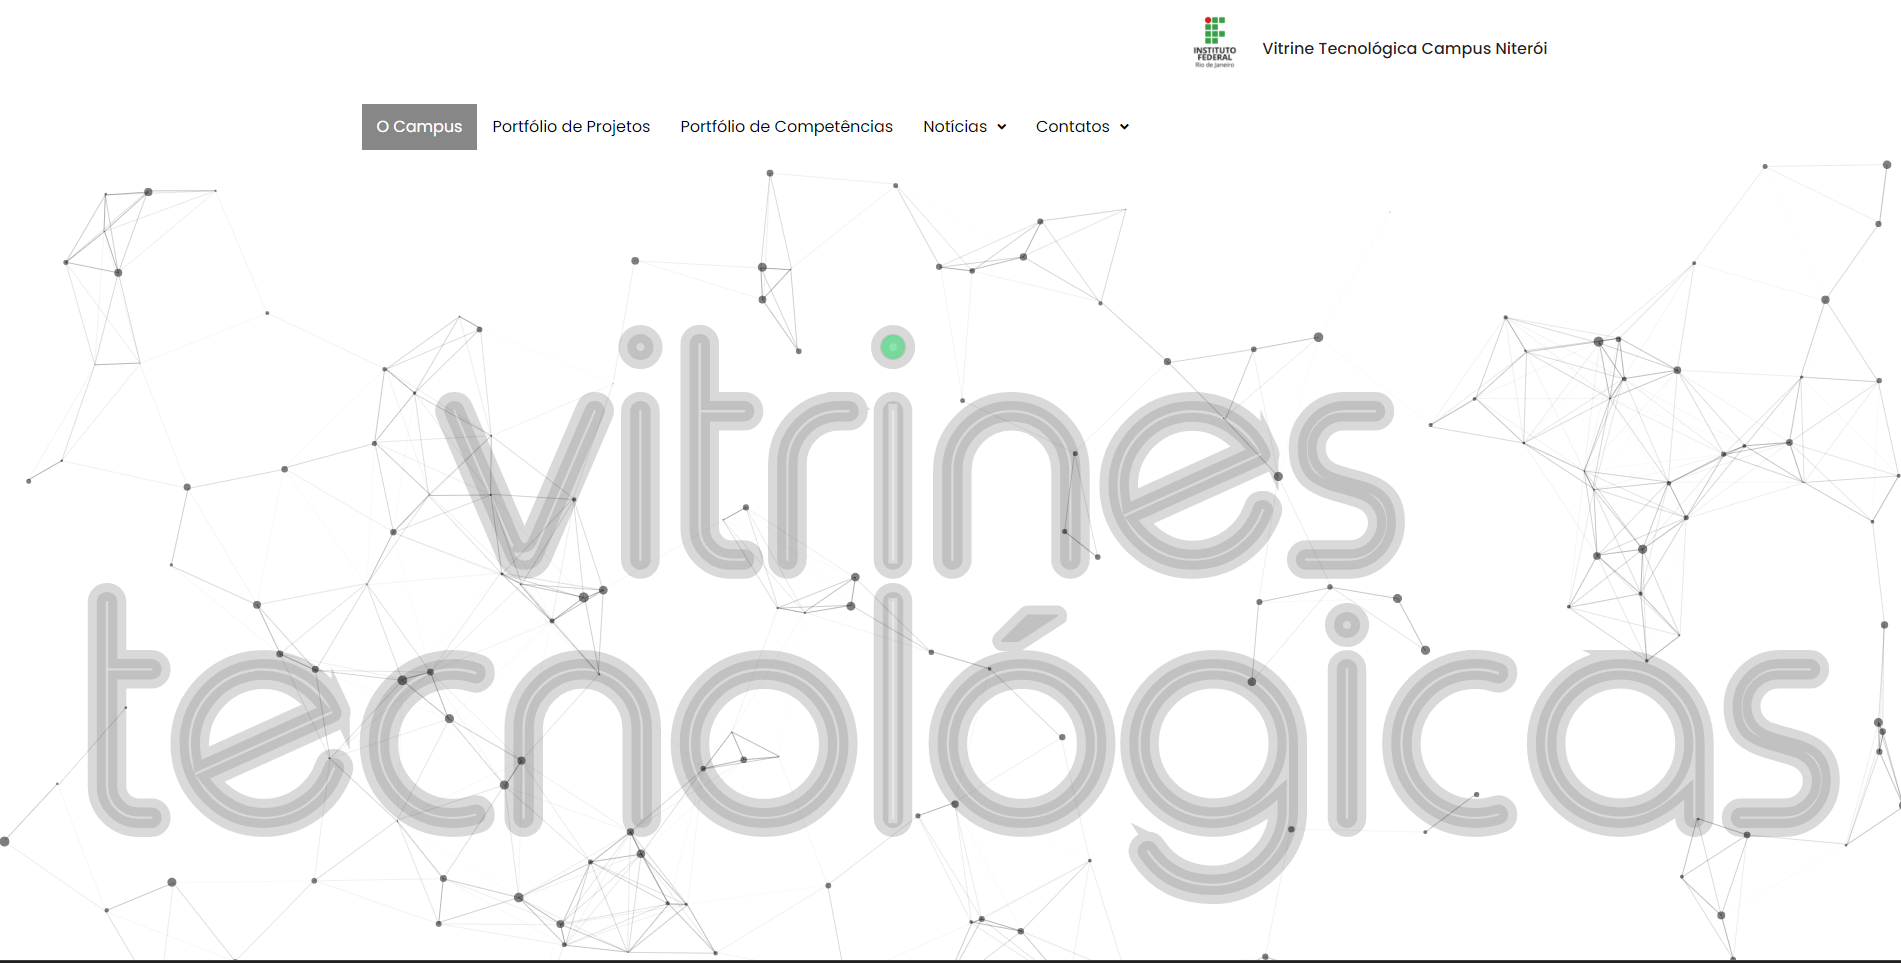 INSTITUTO
FEDERAL
Rio de Janeiro
Vitrine Tecnológica Campus Niterói
O Campus
Portfólio de Projetos
Portfólio de Competências
Notícias
Contatos
vitrines
tecnológicas